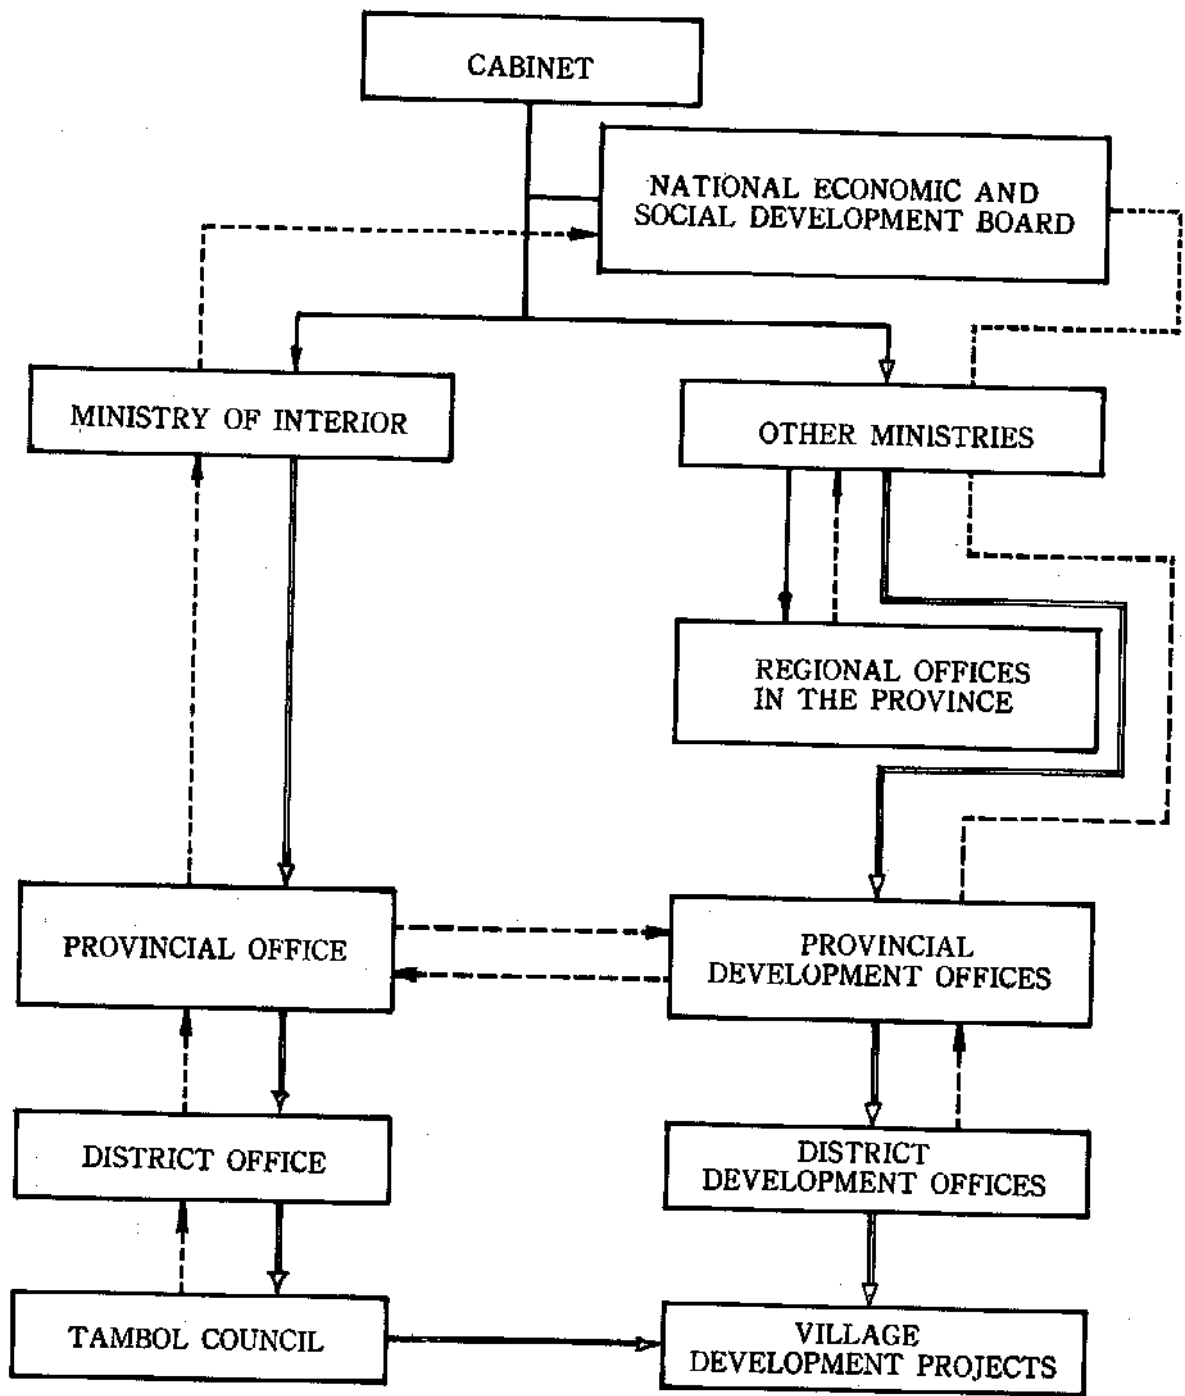 CABINET
NATIONAL ECONOMIC AND
SOCIAL DEVELOPMENT BOARD
MINISTRY OF INTERIOR
OTHER MINISTRIES
REGIONAL OFFICES
IN THE PROVINCE
PROVINCIAL OFFICE
PROVINCIAL
DEVELOPMENT OFFICES
DISTRICT OFFICE
DISTRICT
DEVELOPMENT OFFICES
TAMBOL COUNCIL
VILLAGE
DEVELOPMENT PROJECTS